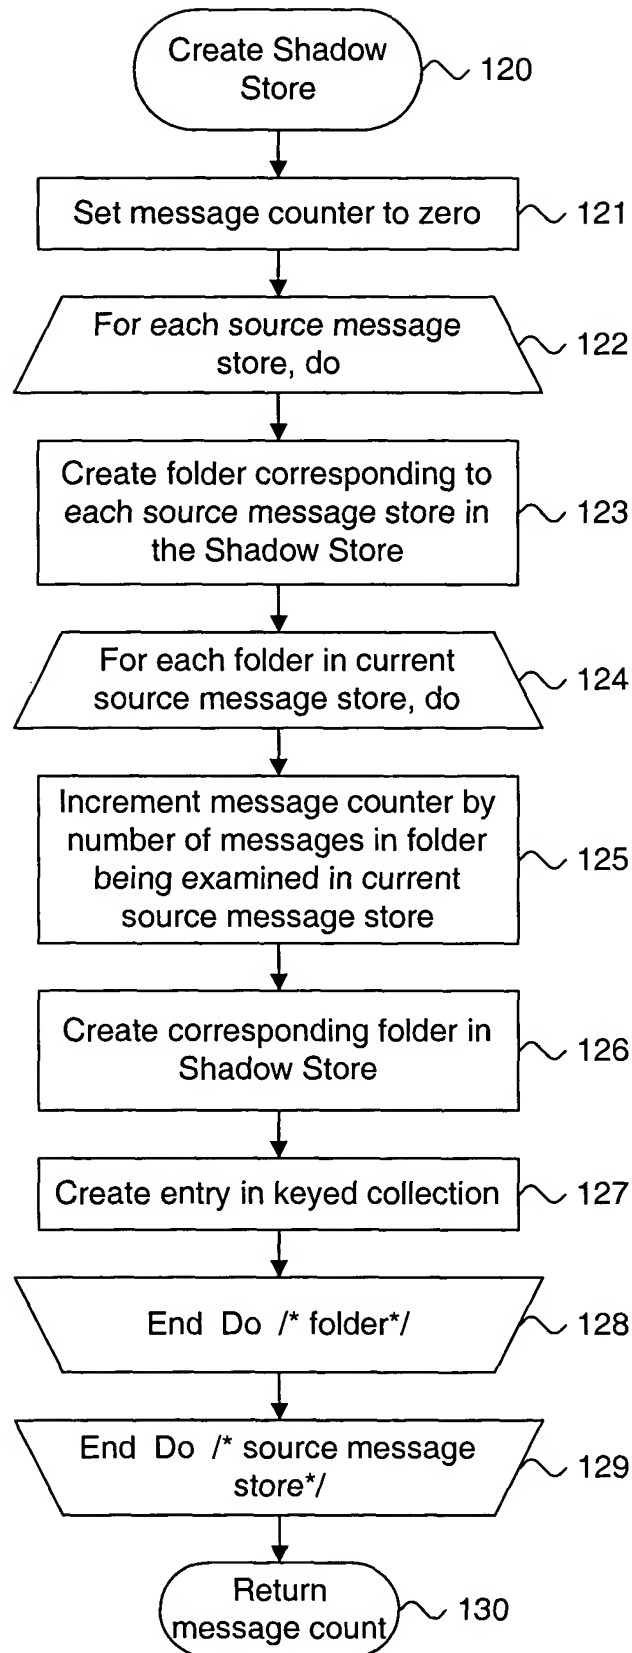 Create Shadow
Store
120
Set message counter to zero
121
For each source message
store, do
122
Create folder corresponding to
each source message store in
the Shadow Store
123
For each folder in current
source message store, do
124
Increment message counter by
number of messages in folder
being examined in current
source message store
125
Create corresponding folder in
Shadow Store
126
Create entry in keyed collection
127
End Do /* folder*/
128
End Do /* source message
store*/
129
Return
message count
130